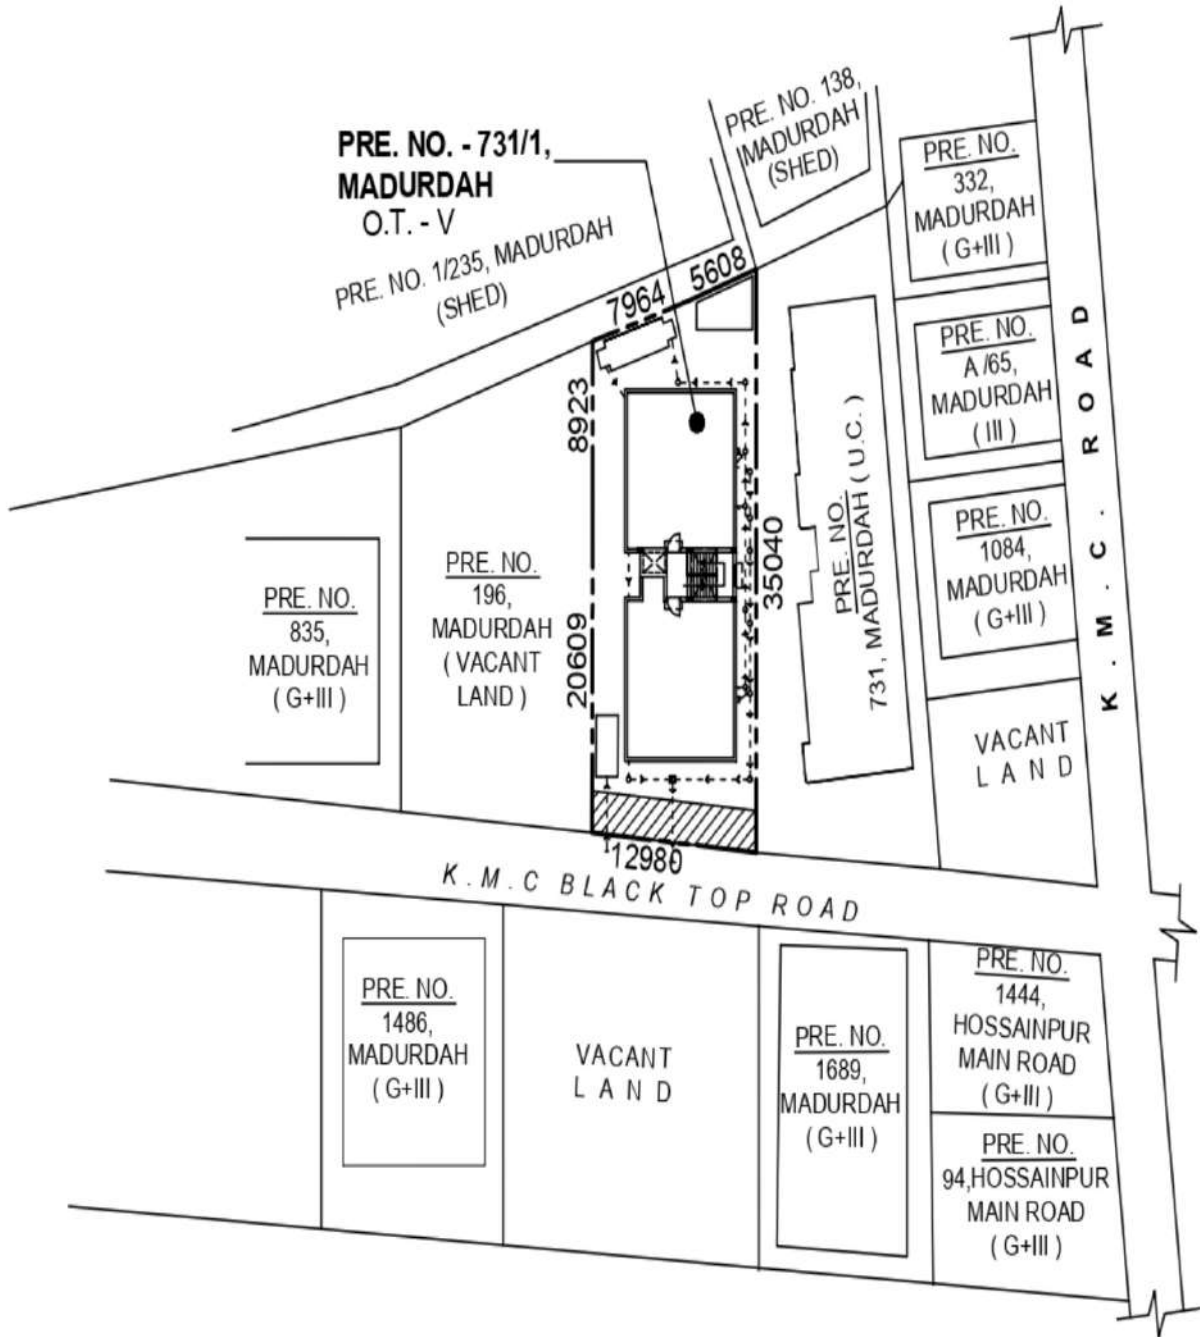 PRE. NO. - 731/1,
MADURDAH
O.T. - V
PRE. NO. 138,
MADURDAH
(SHED)
PRE. NO. 1/235, MADURDAH
(SHED)
7964
5608
8923
20609
35040
12980
PRE. NO.
332,
MADURDAH
( G+III )
PRE. NO.
A /65,
MADURDAH
( III )
PRE. NO.
1084,
MADURDAH
( G+III )
VACANT
LAND
K. M. C. ROAD
PRE. NO.
731, MADURDAH ( U.C. )
PRE. NO.
196,
MADURDAH
( VACANT
LAND )
PRE. NO.
835,
MADURDAH
( G+III )
K.M.C BLACK TOP ROAD
PRE. NO.
1486,
MADURDAH
( G+III )
VACANT
LAND
PRE. NO.
1689,
MADURDAH
( G+III )
PRE. NO.
1444,
HOSSAINPUR
MAIN ROAD
( G+III )
PRE. NO.
94,HOSSAINPUR
MAIN ROAD
( G+III )